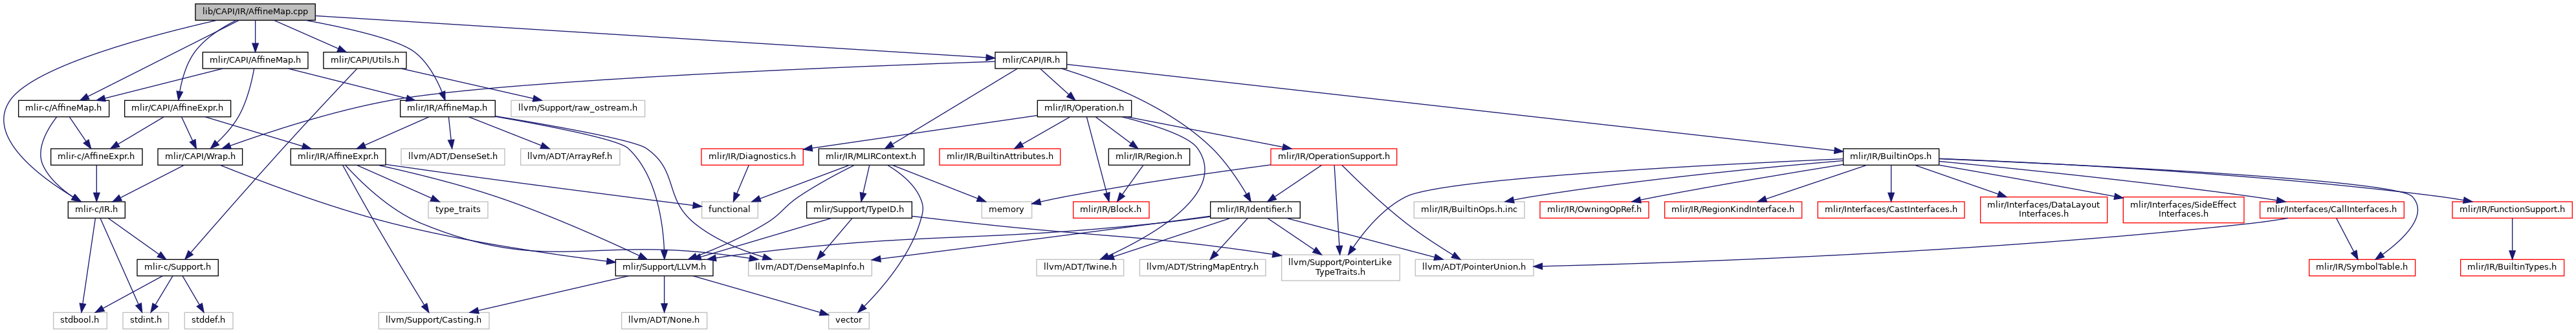 lib/CAPI/IR/AffineMap.cpp
mlir/CAPI/AffineMap.h
mlir/CAPI/Utils.h
mlir/CAPI/IR.h
mlir-c/AffineMap.h
mlir/CAPI/AffineExpr.h
mlir/IR/AffineMap.h
llvm/Support/raw_ostream.h
mlir/IR/Operation.h
mlir-c/AffineExpr.h
mlir/CAPI/Wrap.h
mlir/IR/AffineExpr.h
llvm/ADT/DenseSet.h
llvm/ADT/ArrayRef.h
mlir/IR/Diagnostics.h
mlir/IR/MLIRContext.h
mlir/IR/BuiltinAttributes.h
mlir/IR/Region.h
mlir/IR/OperationSupport.h
mlir/IR/BuiltinOps.h
mlir-c/IR.h
type_traits
functional
mlir/Support/TypeID.h
memory
mlir/IR/Block.h
mlir/IR/Identifier.h
mlir/IR/BuiltinOps.h.inc
mlir/IR/OwningOpRef.h
mlir/IR/RegionKindInterface.h
mlir/Interfaces/CastInterfaces.h
mlir/Interfaces/DataLayout
Interfaces.h
mlir/Interfaces/SideEffect
Interfaces.h
mlir/Interfaces/CallInterfaces.h
mlir/IR/FunctionSupport.h
mlir-c/Support.h
mlir/Support/LLVM.h
llvm/ADT/DenseMapInfo.h
llvm/ADT/Twine.h
llvm/ADT/StringMapEntry.h
llvm/Support/PointerLike
TypeTraits.h
llvm/ADT/PointerUnion.h
mlir/IR/SymbolTable.h
mlir/IR/BuiltinTypes.h
stdbool.h
stdint.h
stddef.h
llvm/Support/Casting.h
llvm/ADT/None.h
vector